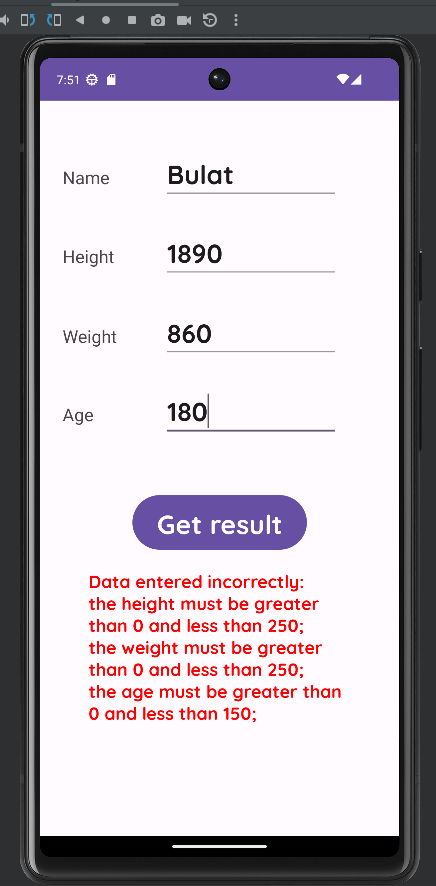 7:51
Name Bulat
Height 1890
Weight 860
Age 180
Get result
Data entered incorrectly:
the height must be greater
than 0 and less than 250;
the weight must be greater
than 0 and less than 250;
the age must be greater than
0 and less than 150;